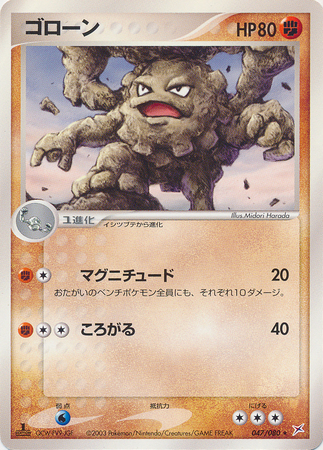 ゴローン HP80
Illus.Midori Harada
1進化
イシツブテから進化
マグニチュード 20
おたがいのベンチポケモン全員にも、それぞれ10ダメージ。
ころがる 40
弱点 抵抗力 にげる
1
©2003 Pokémon/Nintendo/Creatures/GAME FREAK.
047/080